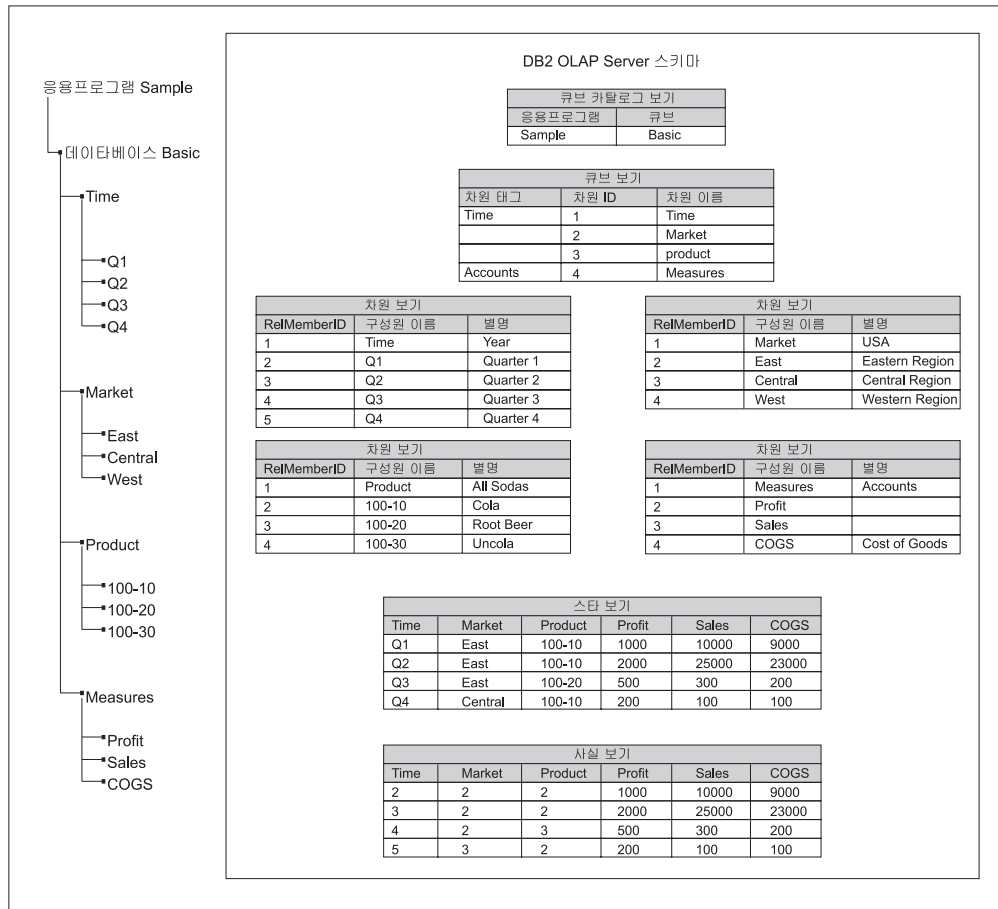 응용프로그램 Sample
데이타베이스 Basic
Time
Q1
Q2
Q3
Q4
Market
East
Central
West
Product
100-10
100-20
100-30
Measures
Profit
Sales
COGS
DB2 OLAP Server 스키마
큐브 카탈로그 보기
응용프로그램 큐브
Sample Basic
큐브 보기
차원 태그 차원 ID 차원 이름
Time 1 Time
2 Market
3 product
Accounts 4 Measures
차원 보기
RelMemberID 구성원 이름 별명
1 Time Year
2 Q1 Quarter 1
3 Q2 Quarter 2
4 Q3 Quarter 3
5 Q4 Quarter 4
차원 보기
RelMemberID 구성원 이름 별명
1 Market USA
2 East Eastern Region
3 Central Central Region
4 West Western Region
차원 보기
RelMemberID 구성원 이름 별명
1 Product All Sodas
2 100-10 Cola
3 100-20 Root Beer
4 100-30 Uncola
차원 보기
RelMemberID 구성원 이름 별명
1 Measures Accounts
2 Profit
3 Sales
4 COGS Cost of Goods
스타 보기
Time Market Product Profit Sales COGS
Q1 East 100-10 1000 10000 9000
Q2 East 100-10 2000 25000 23000
Q3 East 100-20 500 300 200
Q4 Central 100-10 200 100 100
사실 보기
Time Market Product Profit Sales COGS
2 2 2 1000 10000 9000
3 2 2 2000 25000 23000
4 2 3 500 300 200
5 3 2 200 100 100